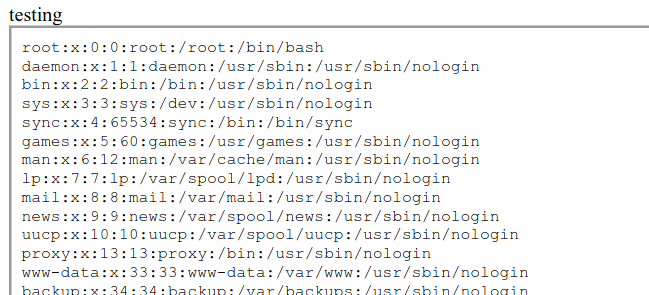 testing
root:x:0:0:root:/root:/bin/bash
daemon:x:1:1:daemon:/usr/sbin:/usr/sbin/nologin
bin:x:2:2:bin:/bin:/usr/sbin/nologin
sys:x:3:3:sys:/dev:/usr/sbin/nologin
sync:x:4:65534:sync:/bin:/bin/sync
games:x:5:60:games:/usr/games:/usr/sbin/nologin
man:x:6:12:man:/var/cache/man:/usr/sbin/nologin
lp:x:7:7:lp:/var/spool/lpd:/usr/sbin/nologin
mail:x:8:8:mail:/var/mail:/usr/sbin/nologin
news:x:9:9:news:/var/spool/news:/usr/sbin/nologin
uucp:x:10:10:uucp:/var/spool/uucp:/usr/sbin/nologin
proxy:x:13:13:proxy:/bin:/usr/sbin/nologin
www-data:x:33:33:www-data:/var/www:/usr/sbin/nologin
backup:x:34:34:backup:/var/backups:/usr/sbin/nologin